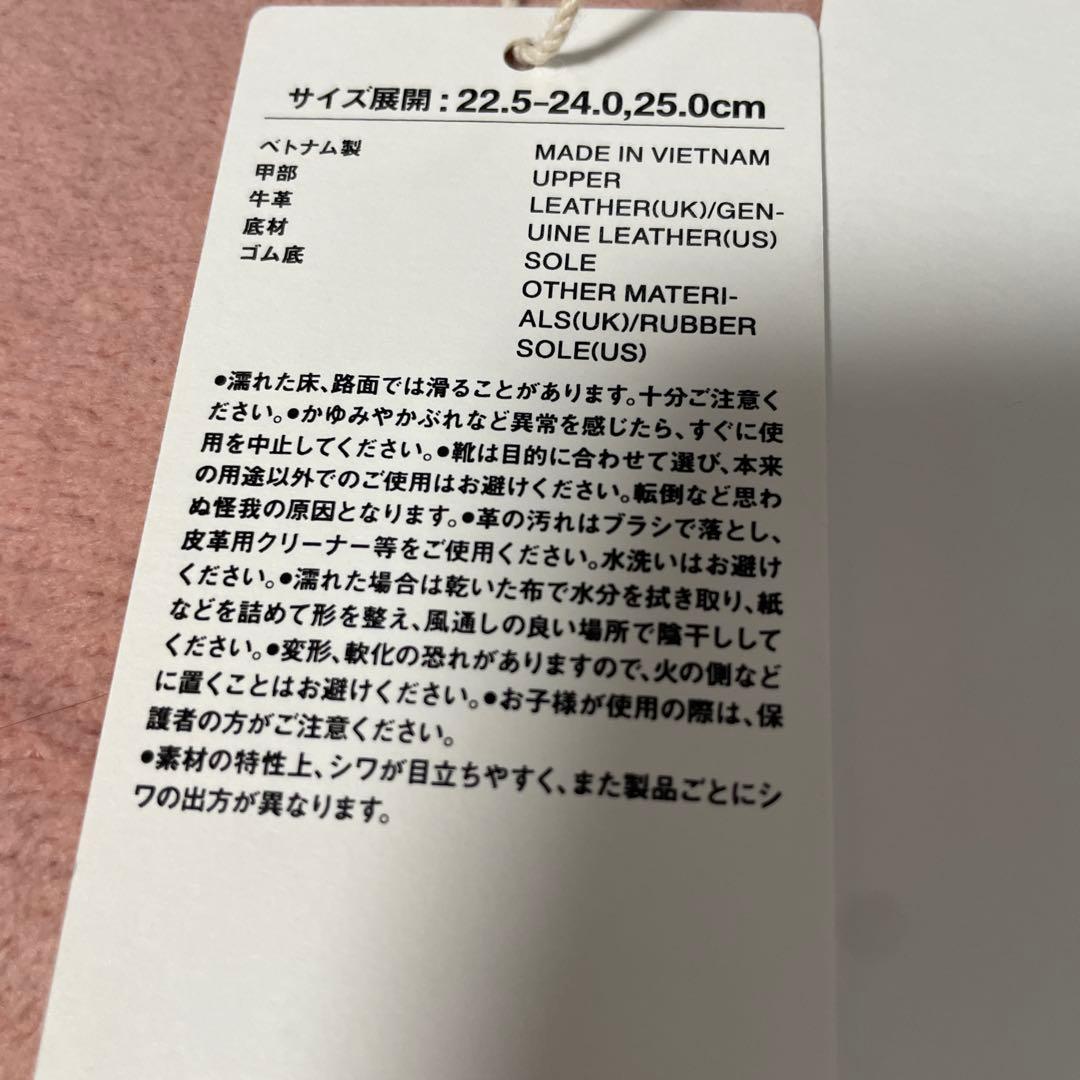 サイズ展開：22.5-24.0,25.0cm
ベトナム製
甲部
牛革
底材
ゴム底
MADE IN VIETNAM
UPPER
LEATHER(UK)/GEN-
UINE LEATHER(US)
SOLE
OTHER MATERI-
ALS(UK)/RUBBER
SOLE(US)
●濡れた床、路面では滑ることがあります。十分ご注意く
ださい。●かゆみやかぶれなど異常を感じたら、すぐに使
用を中止してください。●靴は目的に合わせて選び、本来
の用途以外でのご使用はお避けください。転倒など思わ
ぬ怪我の原因となります。●革の汚れはブラシで落とし、
皮革用クリーナー等をご使用ください。水洗いはお避け
ください。●濡れた場合は乾いた布で水分を拭き取り、紙
などを詰めて形を整え、風通しの良い場所で陰干しして
ください。●変形、軟化の恐れがありますので、火の側など
に置くことはお避けください。●お子様が使用の際は、保
護者の方がご注意ください。
●素材の特性上、シワが目立ちやすく、また製品ごとにシ
ワの出方が異なります。